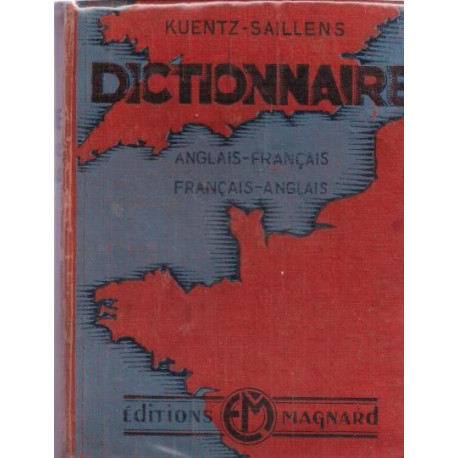 KUENTZ-SAILLENS
DICTIONNAIRE
ANGLAIS-FRANÇAIS
FRANÇAIS-ANGLAIS
ÉDITIONS EM MAGNARD